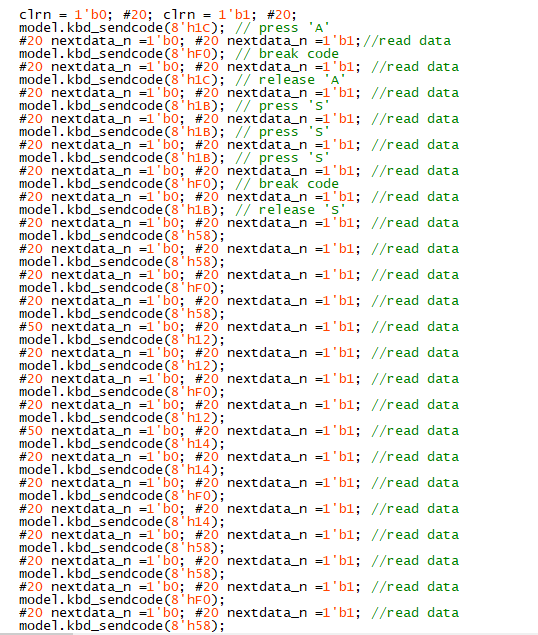 clrn = 1'b0; #20; clrn = 1'b1; #20;
model.kbd_sendcode(8'h1C); // press 'A'
#20 nextdata_n =1'b0; #20 nextdata_n =1'b1;//read data
model.kbd_sendcode(8'hF0); // break code
#20 nextdata_n =1'b0; #20 nextdata_n =1'b1; //read data
model.kbd_sendcode(8'h1C); // release 'A'
#20 nextdata_n =1'b0; #20 nextdata_n =1'b1; //read data
model.kbd_sendcode(8'h1B); // press 'S'
#20 nextdata_n =1'b0; #20 nextdata_n =1'b1; //read data
model.kbd_sendcode(8'h1B); // press 'S'
#20 nextdata_n =1'b0; #20 nextdata_n =1'b1; //read data
model.kbd_sendcode(8'h1B); // press 'S'
#20 nextdata_n =1'b0; #20 nextdata_n =1'b1; //read data
model.kbd_sendcode(8'hF0); // break code
#20 nextdata_n =1'b0; #20 nextdata_n =1'b1; //read data
model.kbd_sendcode(8'h1B); // release 'S'
#20 nextdata_n =1'b0; #20 nextdata_n =1'b1; //read data
model.kbd_sendcode(8'h58);
#20 nextdata_n =1'b0; #20 nextdata_n =1'b1; //read data
model.kbd_sendcode(8'h58);
#20 nextdata_n =1'b0; #20 nextdata_n =1'b1; //read data
model.kbd_sendcode(8'hF0);
#20 nextdata_n =1'b0; #20 nextdata_n =1'b1; //read data
model.kbd_sendcode(8'h58);
#50 nextdata_n =1'b0; #20 nextdata_n =1'b1; //read data
model.kbd_sendcode(8'h12);
#20 nextdata_n =1'b0; #20 nextdata_n =1'b1; //read data
model.kbd_sendcode(8'h12);
#20 nextdata_n =1'b0; #20 nextdata_n =1'b1; //read data
model.kbd_sendcode(8'hF0);
#20 nextdata_n =1'b0; #20 nextdata_n =1'b1; //read data
model.kbd_sendcode(8'h12);
#50 nextdata_n =1'b0; #20 nextdata_n =1'b1; //read data
model.kbd_sendcode(8'h14);
#20 nextdata_n =1'b0; #20 nextdata_n =1'b1; //read data
model.kbd_sendcode(8'h14);
#20 nextdata_n =1'b0; #20 nextdata_n =1'b1; //read data
model.kbd_sendcode(8'hF0);
#20 nextdata_n =1'b0; #20 nextdata_n =1'b1; //read data
model.kbd_sendcode(8'h14);
#20 nextdata_n =1'b0; #20 nextdata_n =1'b1; //read data
model.kbd_sendcode(8'h58);
#20 nextdata_n =1'b0; #20 nextdata_n =1'b1; //read data
model.kbd_sendcode(8'h58);
#20 nextdata_n =1'b0; #20 nextdata_n =1'b1; //read data
model.kbd_sendcode(8'hF0);
#20 nextdata_n =1'b0; #20 nextdata_n =1'b1; //read data
model.kbd_sendcode(8'h58);